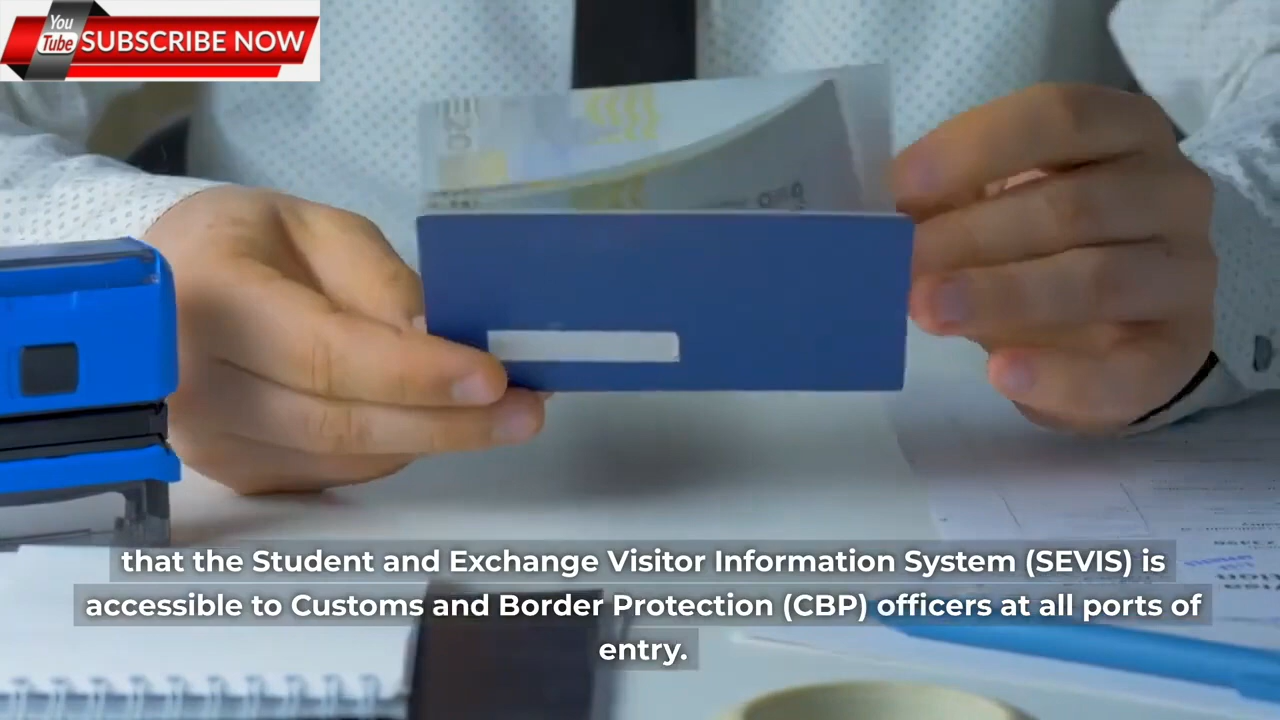 You
Tube
SUBSCRIBE NOW
that the Student and Exchange Visitor Information System (SEVIS) is
accessible to Customs and Border Protection (CBP) officers at all ports of
entry.